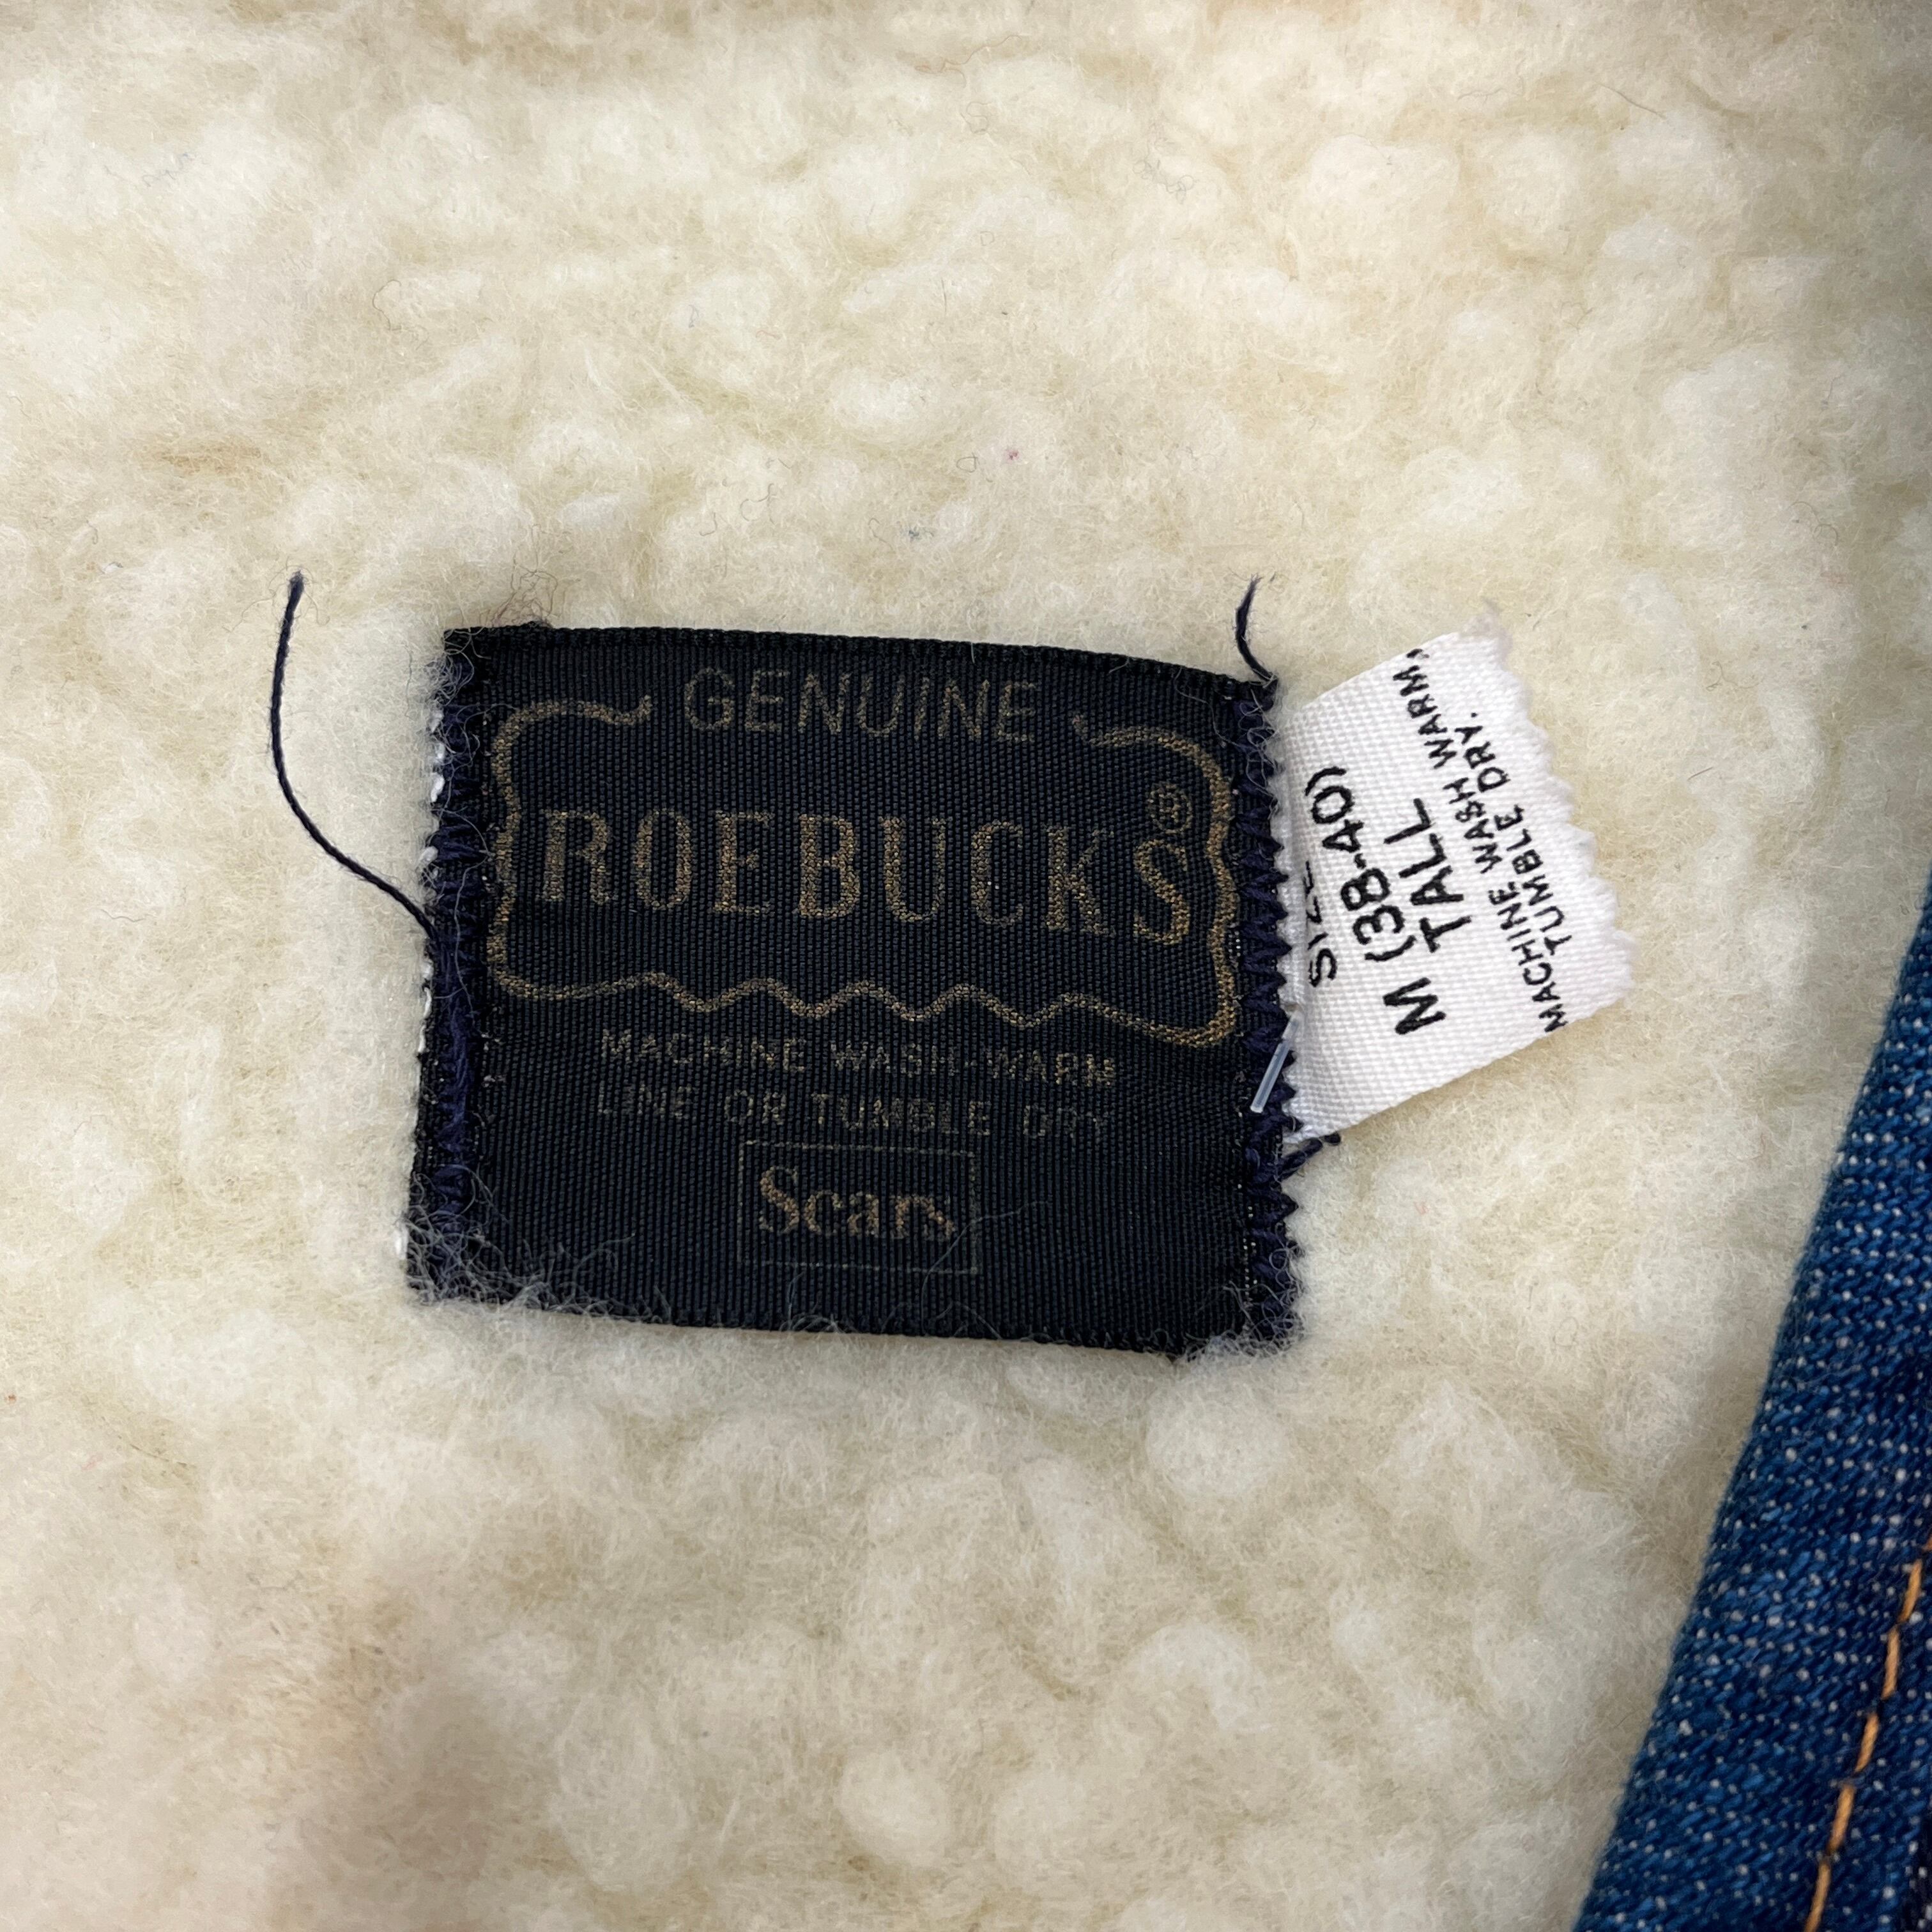 GENUINE
ROEBUCKS®
MACHINE WASH-WARM
LINE OR TUMBLE DRY
Sears
SIZE
M (38-40)
TALL
MACHINE WASH WARM,
TUMBLE DRY.